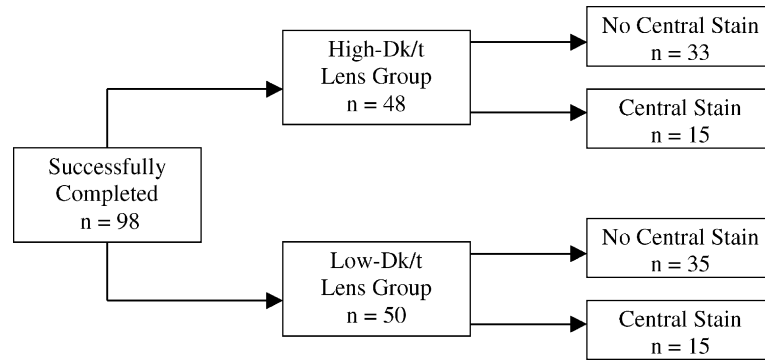 Successfully
Completed
n = 98
High-Dk/t
Lens Group
n = 48
No Central Stain
n = 33
Central Stain
n = 15
Low-Dk/t
Lens Group
n = 50
No Central Stain
n = 35
Central Stain
n = 15